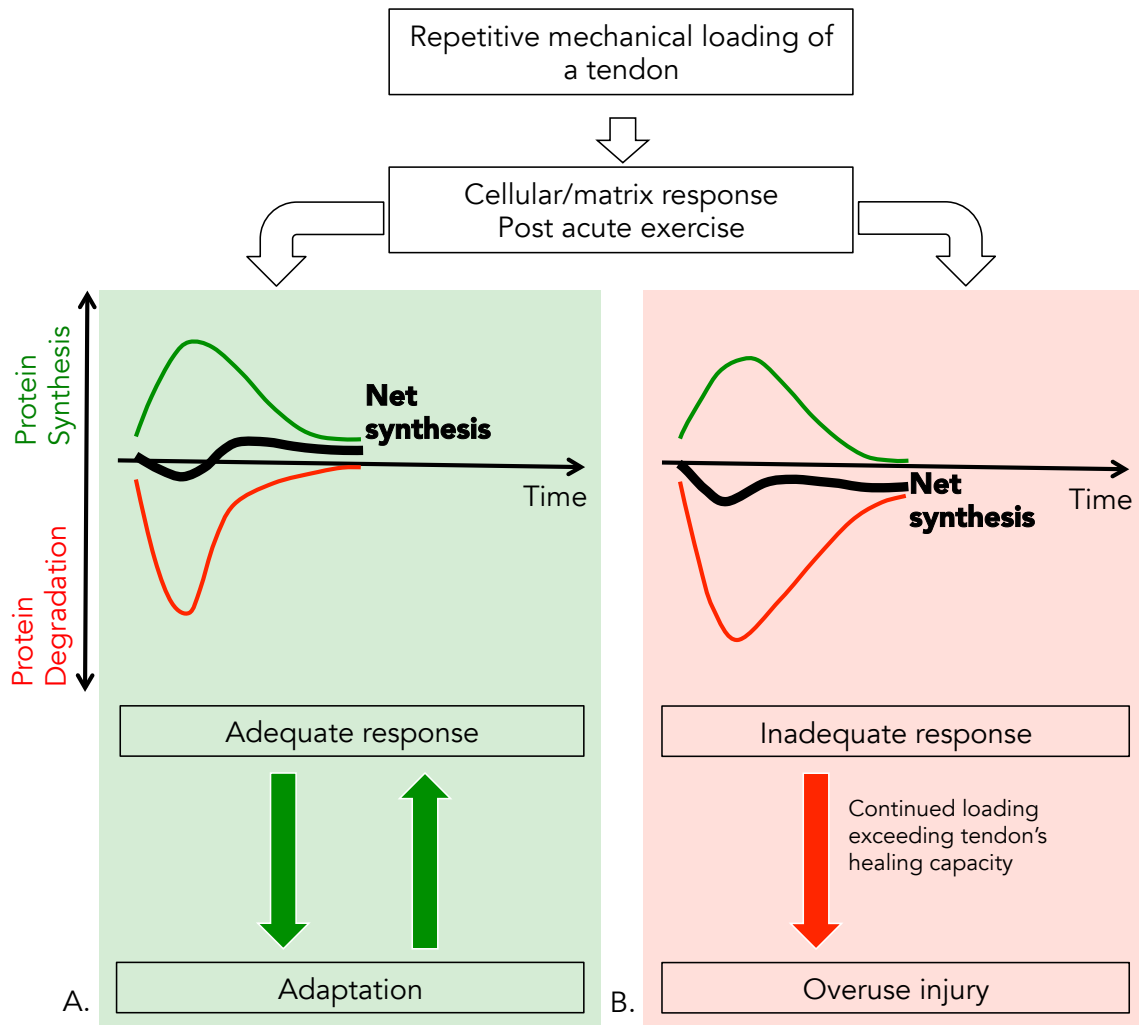 Repetitive mechanical loading of
a tendon
Cellular/matrix response
Post acute exercise
Protein
Synthesis
Protein
Degradation
Net
synthesis
Time
Adequate response
Adaptation
A.
Net
synthesis
Time
Inadequate response
Continued loading
exceeding tendon’s
healing capacity
Overuse injury
B.